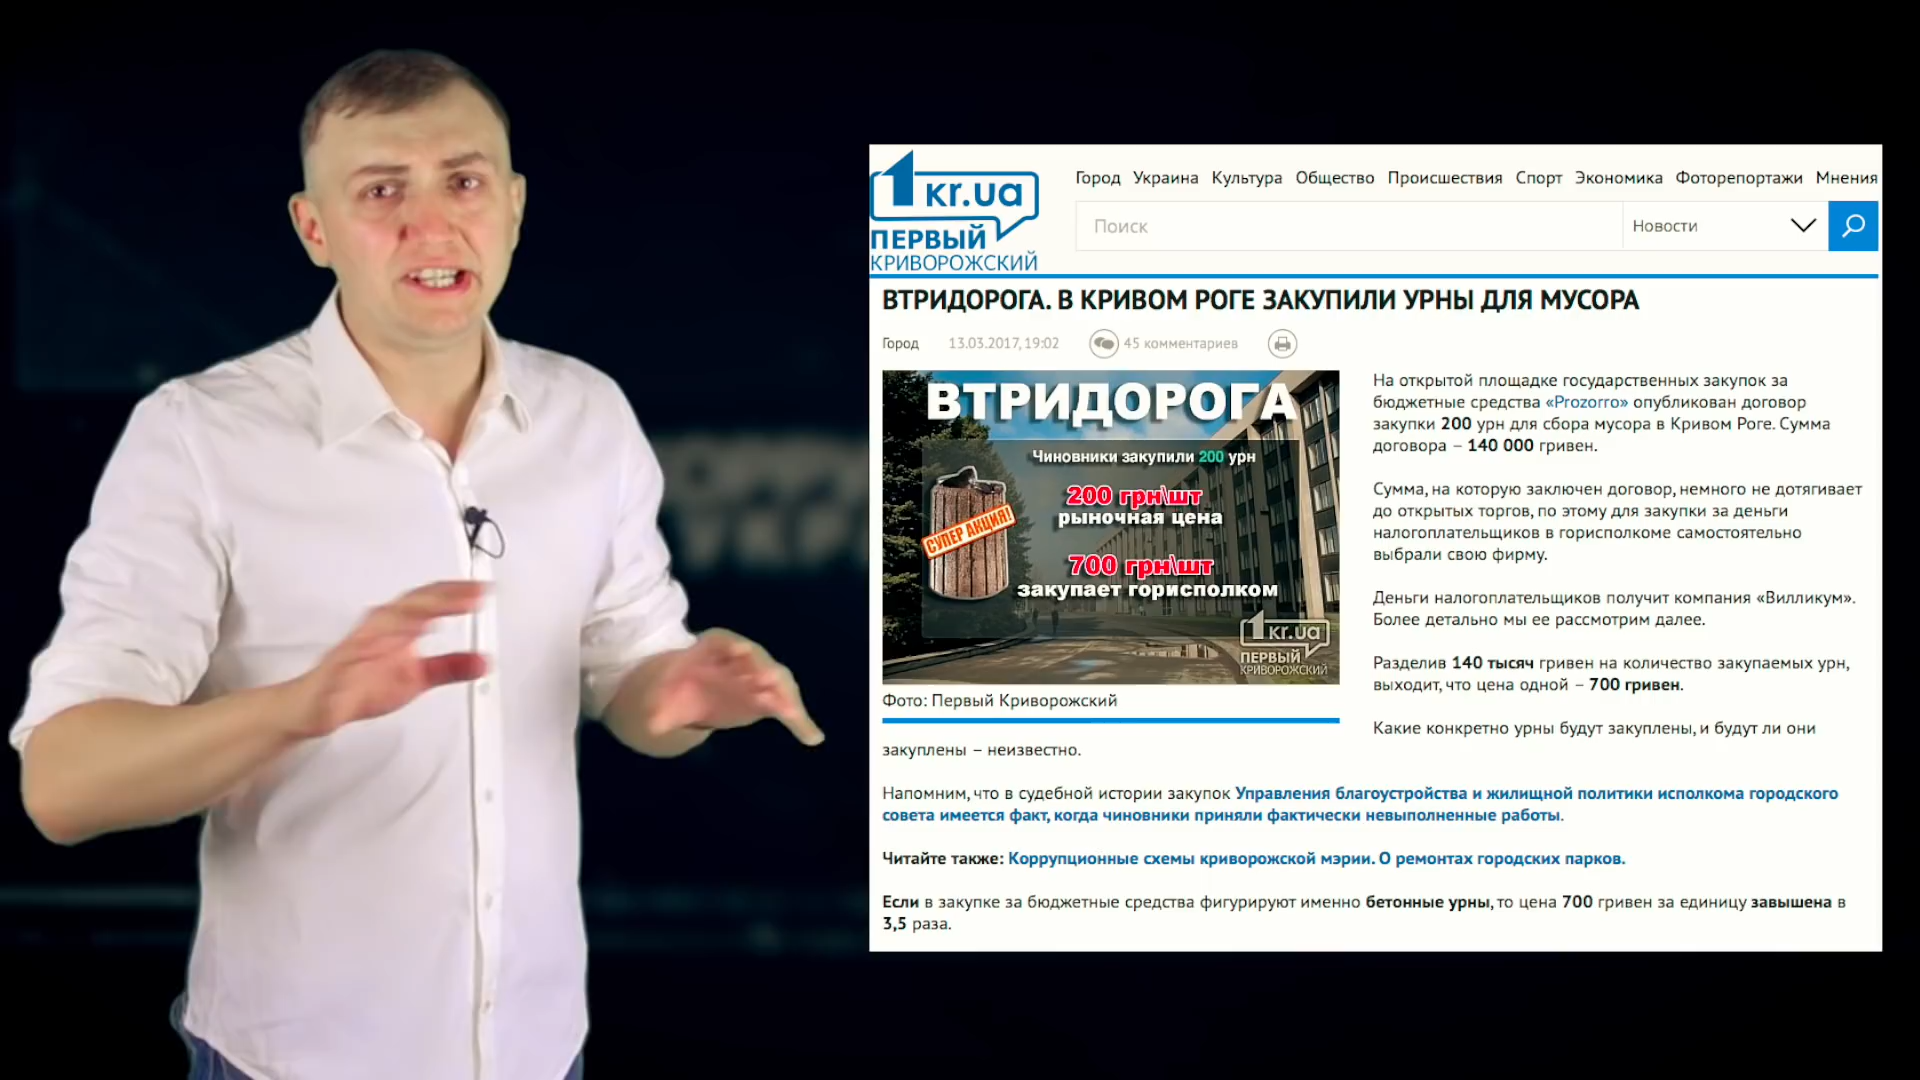 1kr.ua
ПЕРВЫЙ
КРИВОРОЖСКИЙ
Город Украина Культура Общество Происшествия Спорт Экономика Фоторепортажи Мнения
Поиск
Новости
ВТРИДОРОГА. В КРИВОМ РОГЕ ЗАКУПИЛИ УРНЫ ДЛЯ МУСОРА
Город 13.03.2017, 19:02 45 комментариев
ВТРИДОРОГА
Чиновники закупили 200 урн
200 грн\шт
рыночная цена
СУПЕР АКЦИЯ!
700 грн\шт
закупает горисполком
1kr.ua
ПЕРВЫЙ
КРИВОРОЖСКИЙ
Фото: Первый Криворожский
На открытой площадке государственных закупок за
бюджетные средства «Prozorro» опубликован договор
закупки 200 урн для сбора мусора в Кривом Роге. Сумма
договора – 140 000 гривен.
Сумма, на которую заключен договор, немного не дотягивает
до открытых торгов, по этому для закупки за деньги
налогоплательщиков в горисполкоме самостоятельно
выбрали свою фирму.
Деньги налогоплательщиков получит компания «Вилликум».
Более детально мы ее рассмотрим далее.
Разделив 140 тысяч гривен на количество закупаемых урн,
выходит, что цена одной – 700 гривен.
Какие конкретно урны будут закуплены, и будут ли они
закуплены – неизвестно.
Напомним, что в судебной истории закупок Управления благоустройства и жилищной политики исполкома городского
совета имеется факт, когда чиновники приняли фактически невыполненные работы.
Читайте также: Коррупционные схемы криворожской мэрии. О ремонтах городских парков.
Если в закупке за бюджетные средства фигурируют именно бетонные урны, то цена 700 гривен за единицу завышена в
3,5 раза.